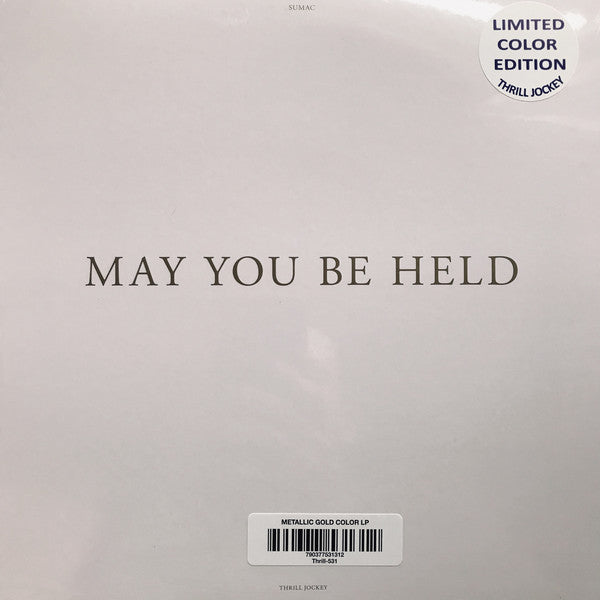 SUMAC
LIMITED
COLOR
EDITION
THRILL JOCKEY
MAY YOU BE HELD
METALLIC GOLD COLOR LP
790377531312
Thrill-531
THRILL JOCKEY